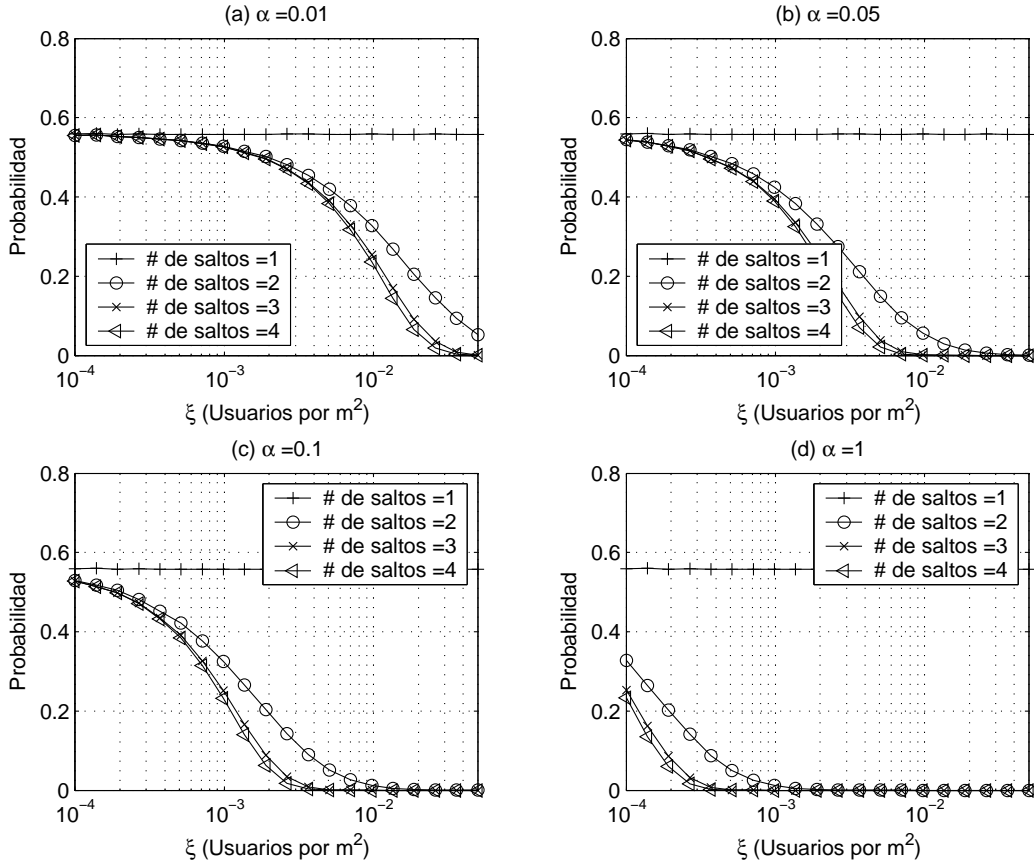 (a) α =0.01
0.8
0.6
0.4
0.2
0
Probabilidad
# de saltos =1
# de saltos =2
# de saltos =3
# de saltos =4
10⁻⁴
10⁻³
10⁻²
ξ (Usuarios por m²)
(b) α =0.05
0.8
0.6
0.4
0.2
0
Probabilidad
# de saltos =1
# de saltos =2
# de saltos =3
# de saltos =4
10⁻⁴
10⁻³
10⁻²
ξ (Usuarios por m²)
(c) α =0.1
0.8
0.6
0.4
0.2
0
Probabilidad
# de saltos =1
# de saltos =2
# de saltos =3
# de saltos =4
10⁻⁴
10⁻³
10⁻²
ξ (Usuarios por m²)
(d) α =1
0.8
0.6
0.4
0.2
0
Probabilidad
# de saltos =1
# de saltos =2
# de saltos =3
# de saltos =4
10⁻⁴
10⁻³
10⁻²
ξ (Usuarios por m²)